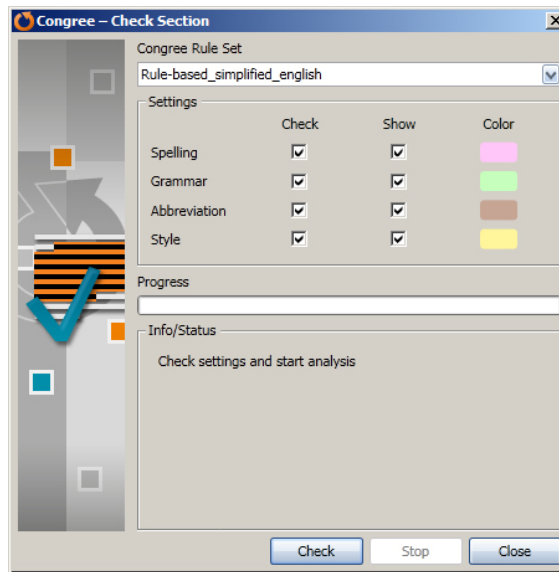 Congree – Check Section
Congree Rule Set
Rule-based_simplified_english
Settings
Check Show Color
Spelling
Grammar
Abbreviation
Style
Progress
Info/Status
Check settings and start analysis
Check Stop Close